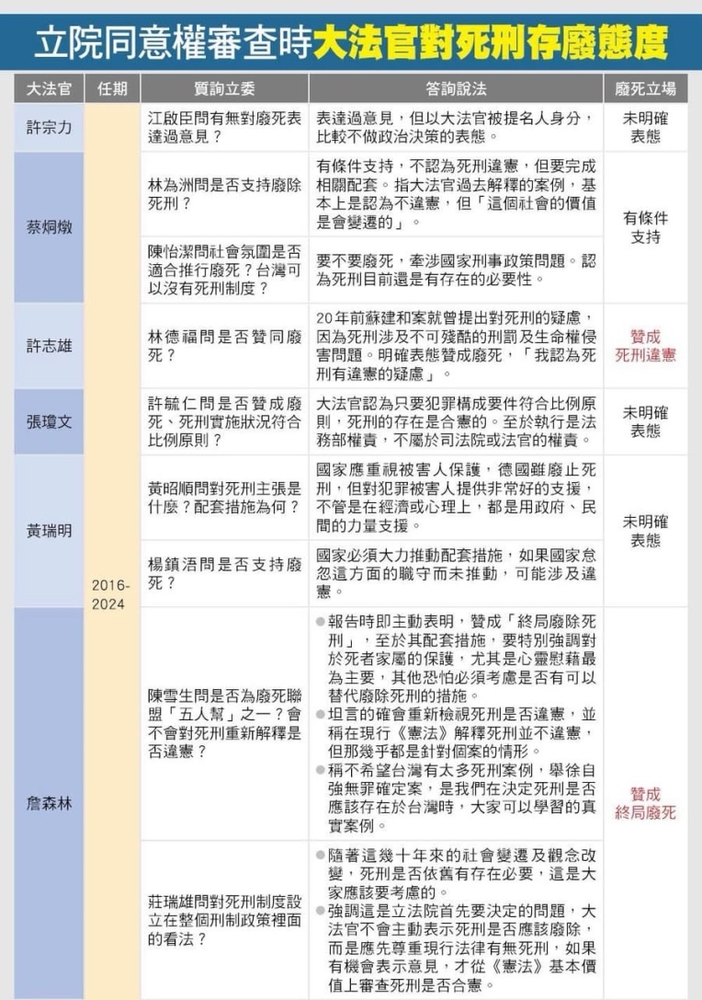 立院同意權審查時大法官對死刑存廢態度
大法官
任期
質詢立委
答詢說法
廢死立場
2016-
2024
許宗力
江啟臣問有無對廢死表
達過意見？
表達過意見，但以大法官被提名人身分，
比較不做政治決策的表態。
未明確
表態
蔡烱燉
林為洲問是否支持廢除
死刑？
有條件支持，不認為死刑違憲，但要完成
相關配套。指大法官過去解釋的案例，基
本上是認為不違憲，但「這個社會的價值
是會變遷的」。
有條件
支持
陳怡潔問社會氛圍是否
適合推行廢死？台灣可
以沒有死刑制度？
要不要廢死，牽涉國家刑事政策問題。認
為死刑目前還是有存在的必要性。
許志雄
林德福問是否贊同廢
死？
20年前蘇建和案就曾提出對死刑的疑慮，
因為死刑涉及不可殘酷的刑罰及生命權侵
害問題。明確表態贊成廢死，「我認為死
刑有違憲的疑慮」。
贊成
死刑違憲
張瓊文
許毓仁問是否贊成廢
死、死刑實施狀況符合
比例原則？
大法官認為只要犯罪構成要件符合比例原
則，死刑的存在是合憲的。至於執行是法
務部權責，不屬於司法院或法官的權責。
未明確
表態
黃瑞明
黃昭順問對死刑主張是
什麼？配套措施為何？
國家應重視被害人保護，德國雖廢止死
刑，但對犯罪被害人提供非常好的支援，
不管是在經濟或心理上，都是用政府、民
間的力量支援。
未明確
表態
楊鎮浯問是否支持廢
死？
國家必須大力推動配套措施，如果國家怠
忽這方面的職守而未推動，可能涉及違
憲。
詹森林
陳雪生問是否為廢死聯
盟「五人幫」之一？會
不會對死刑重新解釋是
否違憲？
●報告時即主動表明，贊成「終局廢除死
刑」，至於其配套措施，要特別強調對
於死者家屬的保護，尤其是心靈慰藉最
為主要，其他恐怕必須考慮是否有可以
替代廢除死刑的措施。
●坦言的確會重新檢視死刑是否違憲，並
稱在現行《憲法》解釋死刑並不違憲，
但那幾乎都是針對個案的情形。
●稱不希望台灣有太多死刑案例，舉徐自
強無罪確定案，是我們在決定死刑是否
應該存在於台灣時，大家可以學習的真
實案例。
贊成
終局廢死
莊瑞雄問對死刑制度設
立在整個刑制政策裡面
的看法？
●隨著這幾十年來的社會變遷及觀念改
變，死刑是否依舊有存在必要，這是大
家應該要考慮的。
●強調這是立法院首先要決定的問題，大
法官不會主動表示死刑是否應該廢除，
而是應先尊重現行法律有無死刑，如果
有機會表示意見，才從《憲法》基本價
值上審查死刑是否合憲。